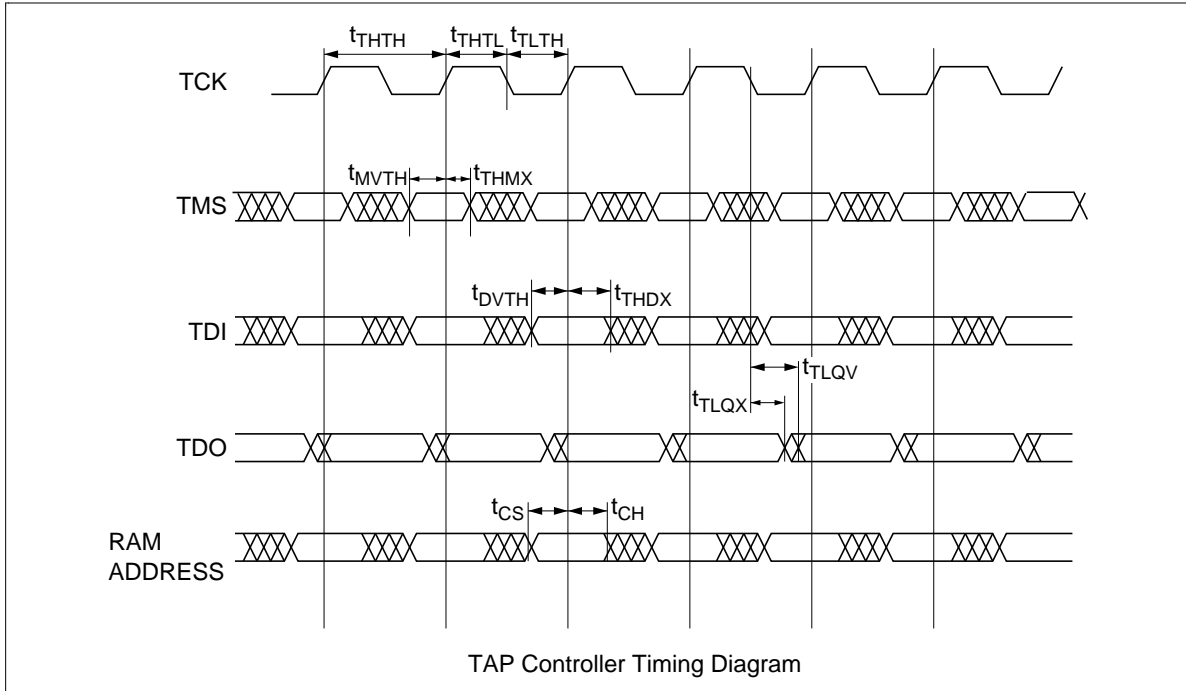 tTHTH tTHTL tTLTH
TCK
tMVTH tTHMX
TMS
tDVTH tTHDX
TDI
tTLQV
tTLQX
TDO
tCS tCH
RAM
ADDRESS
TAP Controller Timing Diagram